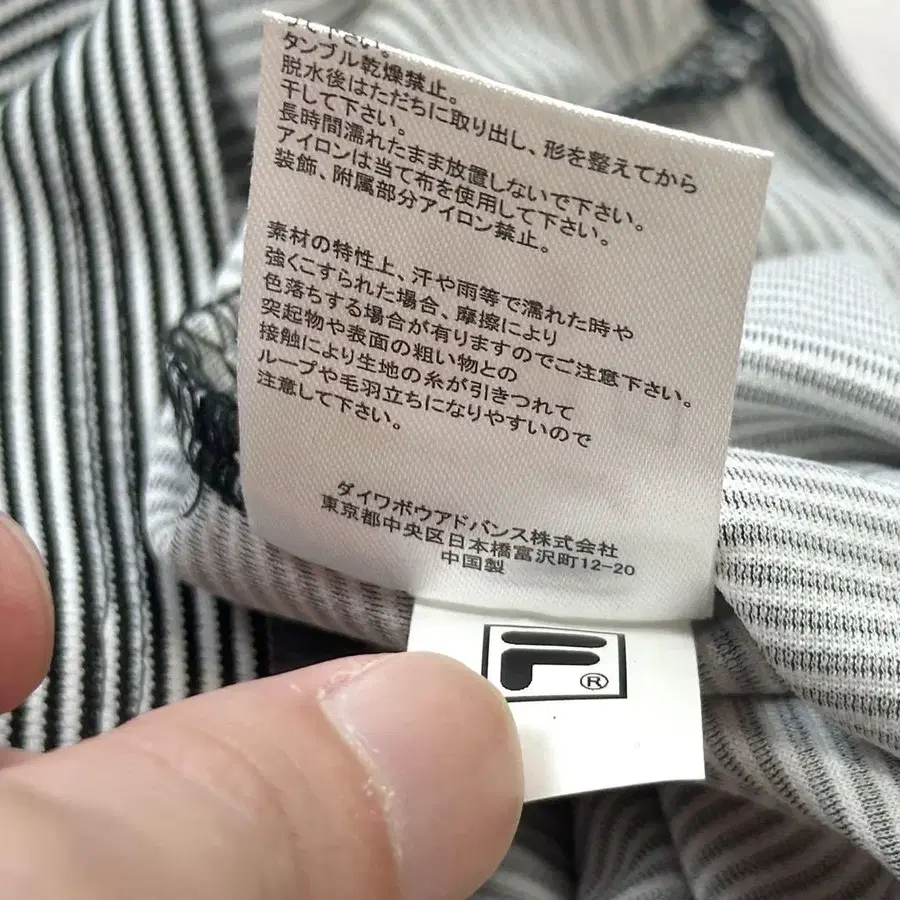 て下さい。
タンブル乾燥禁止。
脱水後はただちに取り出し、形を整えてから
干して下さい。
長時間濡れたまま放置しないで下さい。
アイロンは当て布を使用して下さい。
装飾、附属部分アイロン禁止。
素材の特性上、汗や雨等で濡れた時や
強くこすられた場合、摩擦により
色落ちする場合が有りますのでご注意下さい。
突起物や表面の粗い物との
接触により生地の糸が引きつれて
ループや毛羽立ちになりやすいので
注意して下さい。
ダイワボウアドバンス株式会社
東京都中央区日本橋富沢町12-20
中国製
F
®